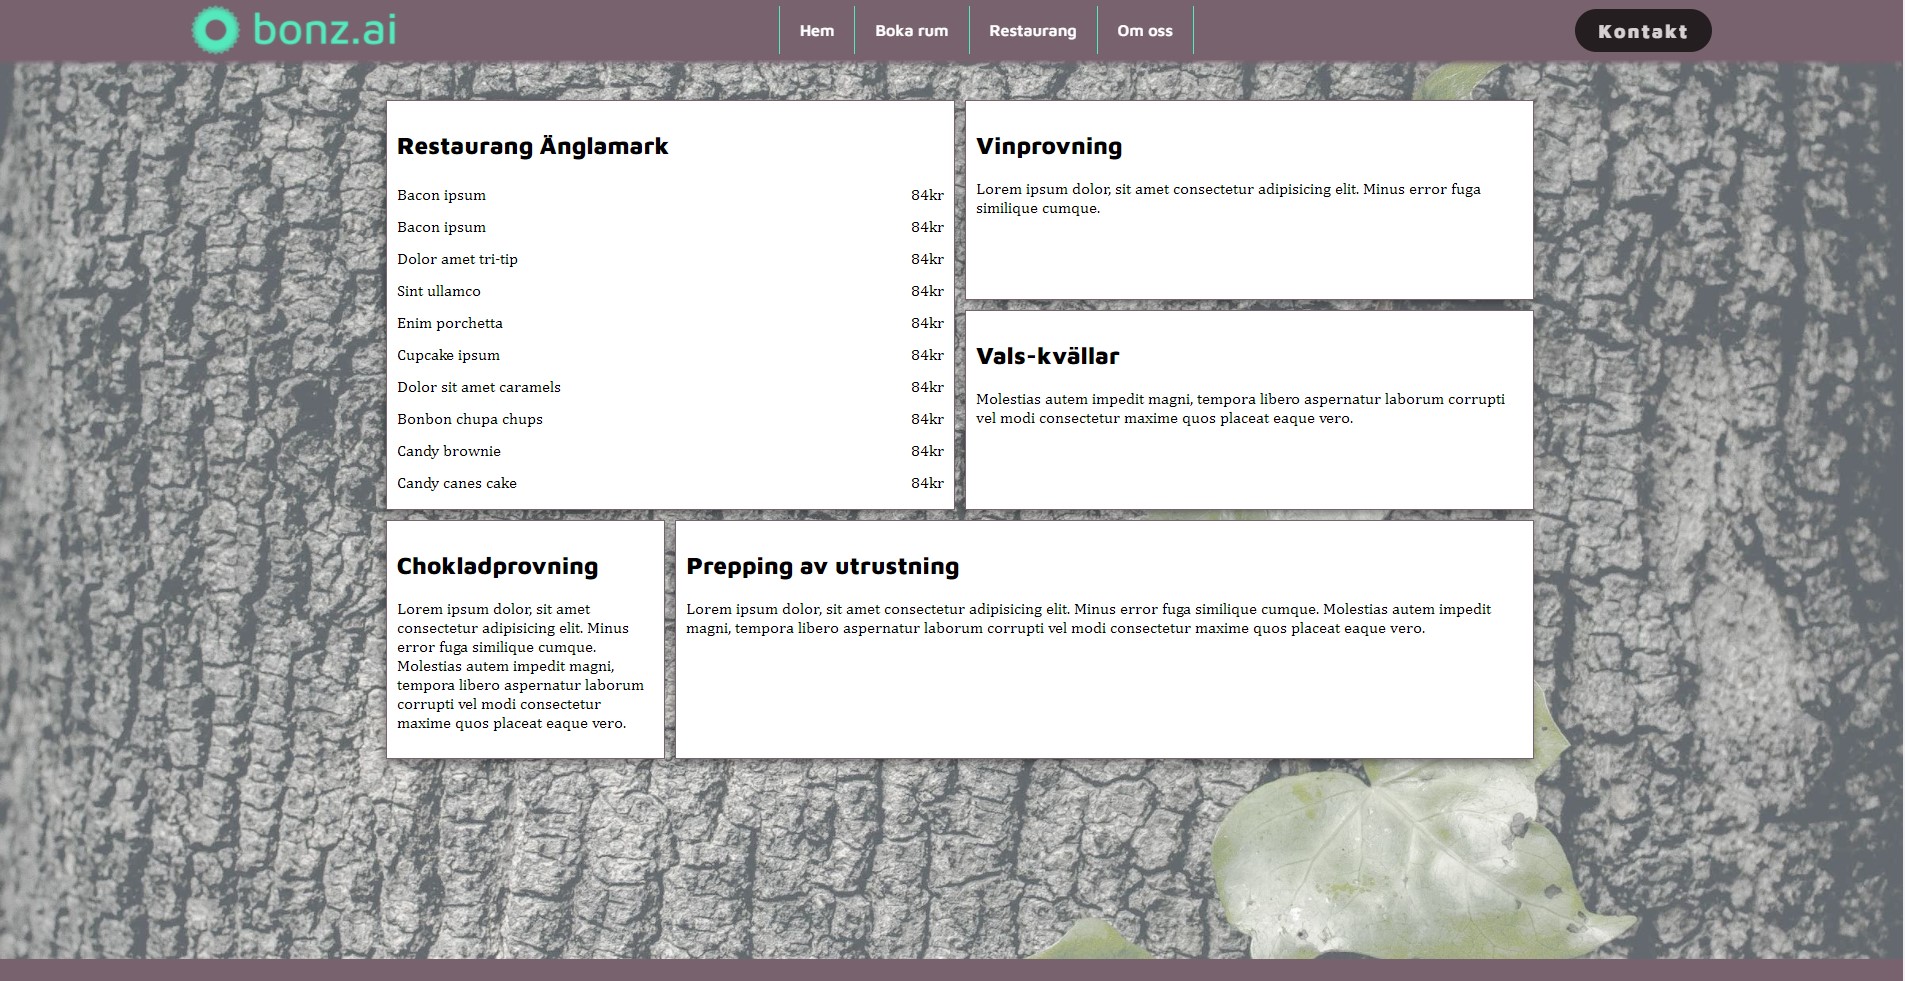 bonz.ai
Hem Boka rum Restaurang Om oss
Kontakt
Restaurang Änglamark
Bacon ipsum 84kr
Bacon ipsum 84kr
Dolor amet tri-tip 84kr
Sint ullamco 84kr
Enim porchetta 84kr
Cupcake ipsum 84kr
Dolor sit amet caramels 84kr
Bonbon chupa chups 84kr
Candy brownie 84kr
Candy canes cake 84kr
Vinprovning
Lorem ipsum dolor, sit amet consectetur adipisicing elit. Minus error fuga
similique cumque.
Vals-kvällar
Molestias autem impedit magni, tempora libero aspernatur laborum corrupti
vel modi consectetur maxime quos placeat eaque vero.
Chokladprovning
Lorem ipsum dolor, sit amet
consectetur adipisicing elit. Minus
error fuga similique cumque.
Molestias autem impedit magni,
tempora libero aspernatur laborum
corrupti vel modi consectetur
maxime quos placeat eaque vero.
Prepping av utrustning
Lorem ipsum dolor, sit amet consectetur adipisicing elit. Minus error fuga similique cumque. Molestias autem impedit
magni, tempora libero aspernatur laborum corrupti vel modi consectetur maxime quos placeat eaque vero.